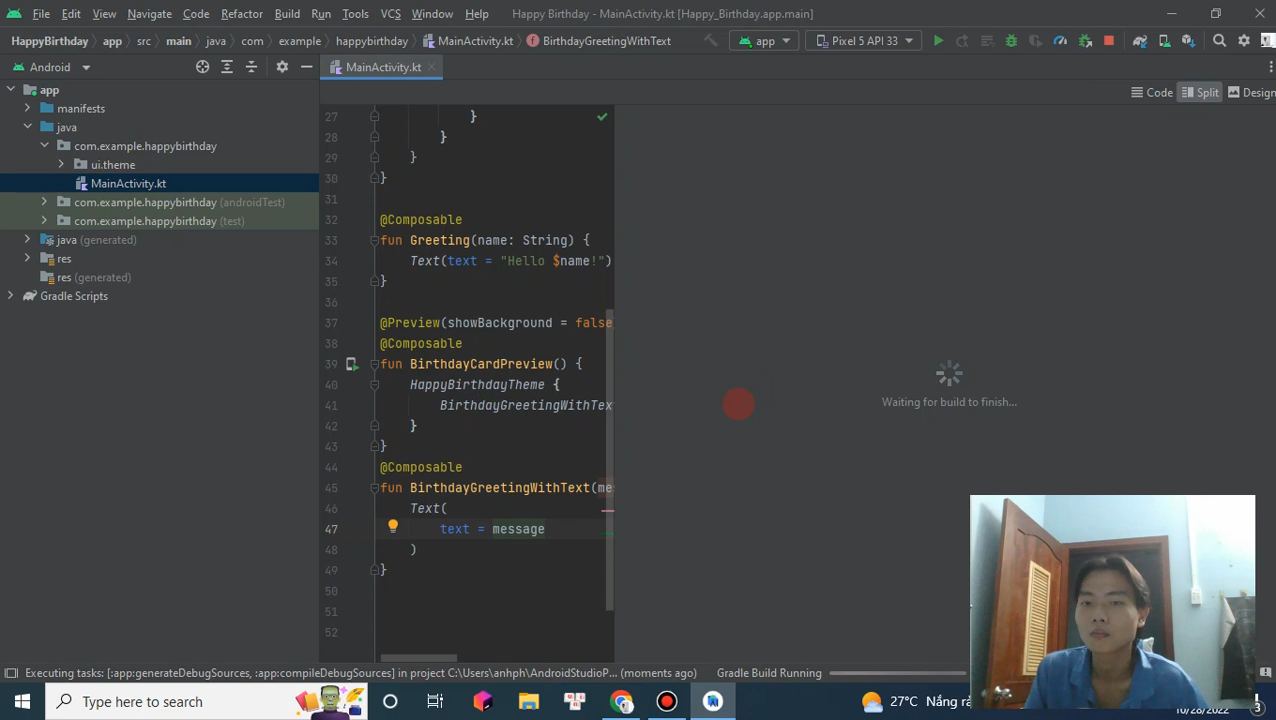 File Edit View Navigate Code Refactor Build Run Tools VCS Window Help Happy Birthday - MainActivity.kt [Happy_Birthday.app.main]
HappyBirthday app src main java com example happybirthday MainActivity.kt BirthdayGreetingWithText app Pixel 5 API 33
Android MainActivity.kt
Code Split Design
app
manifests
java
com.example.happybirthday
ui.theme
MainActivity.kt
com.example.happybirthday (androidTest)
com.example.happybirthday (test)
java (generated)
res
res (generated)
Gradle Scripts
27 }
28 }
29 }
30 }
31
32 @Composable
33 fun Greeting(name: String) {
34 Text(text = "Hello $name!")
35 }
36
37 @Preview(showBackground = false
38 @Composable
39 fun BirthdayCardPreview() {
40 HappyBirthdayTheme {
41 BirthdayGreetingWithTex
42 }
43 }
44 @Composable
45 fun BirthdayGreetingWithText(me
46 Text(
47 text = message
48 )
49 }
50
51
52
Waiting for build to finish...
Executing tasks: [:app:generateDebugSources, :app:compileDebugSources] in project C:\Users\anhph\AndroidStudioP... (moments ago) Gradle Build Running
Type here to search
27°C Nắng rả
10/28/2022 3